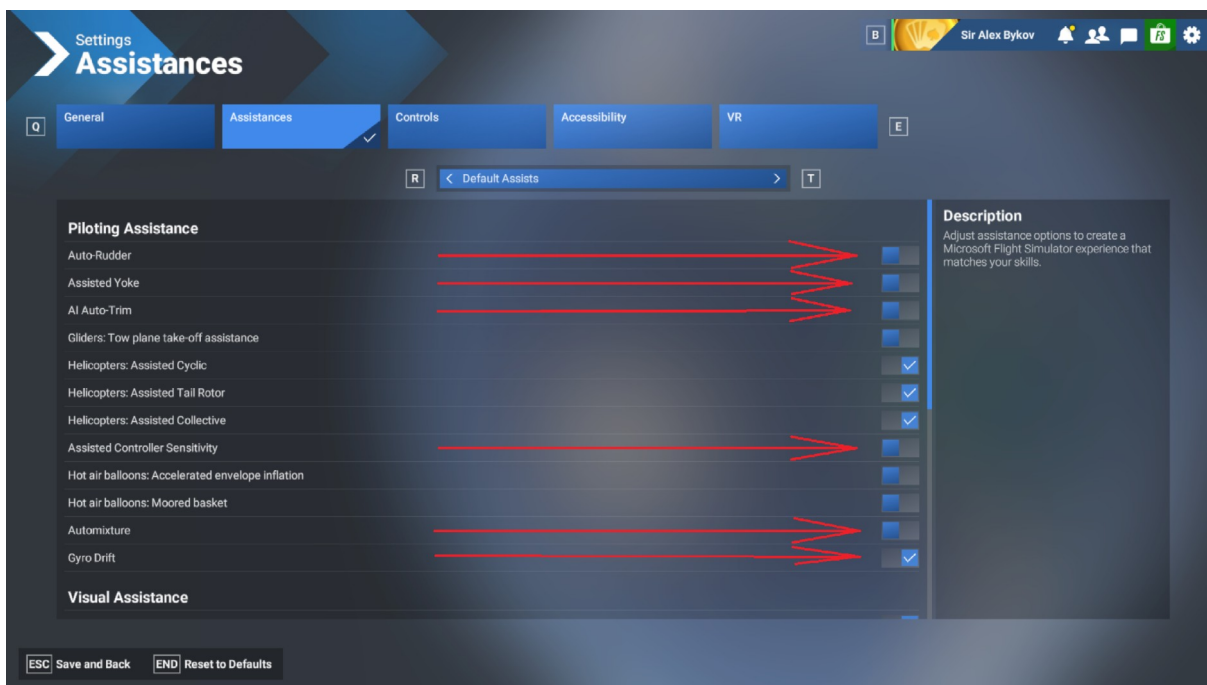 Settings
Assistances
B
Sir Alex Bykov
FS
Q
General
Assistances
Controls
Accessibility
VR
E
R
Default Assists
T
Piloting Assistance
Auto-Rudder
Assisted Yoke
AI Auto-Trim
Gliders: Tow plane take-off assistance
Helicopters: Assisted Cyclic
Helicopters: Assisted Tail Rotor
Helicopters: Assisted Collective
Assisted Controller Sensitivity
Hot air balloons: Accelerated envelope inflation
Hot air balloons: Moored basket
Automixture
Gyro Drift
Visual Assistance
Description
Adjust assistance options to create a
Microsoft Flight Simulator experience that
matches your skills.
ESC Save and Back
END Reset to Defaults